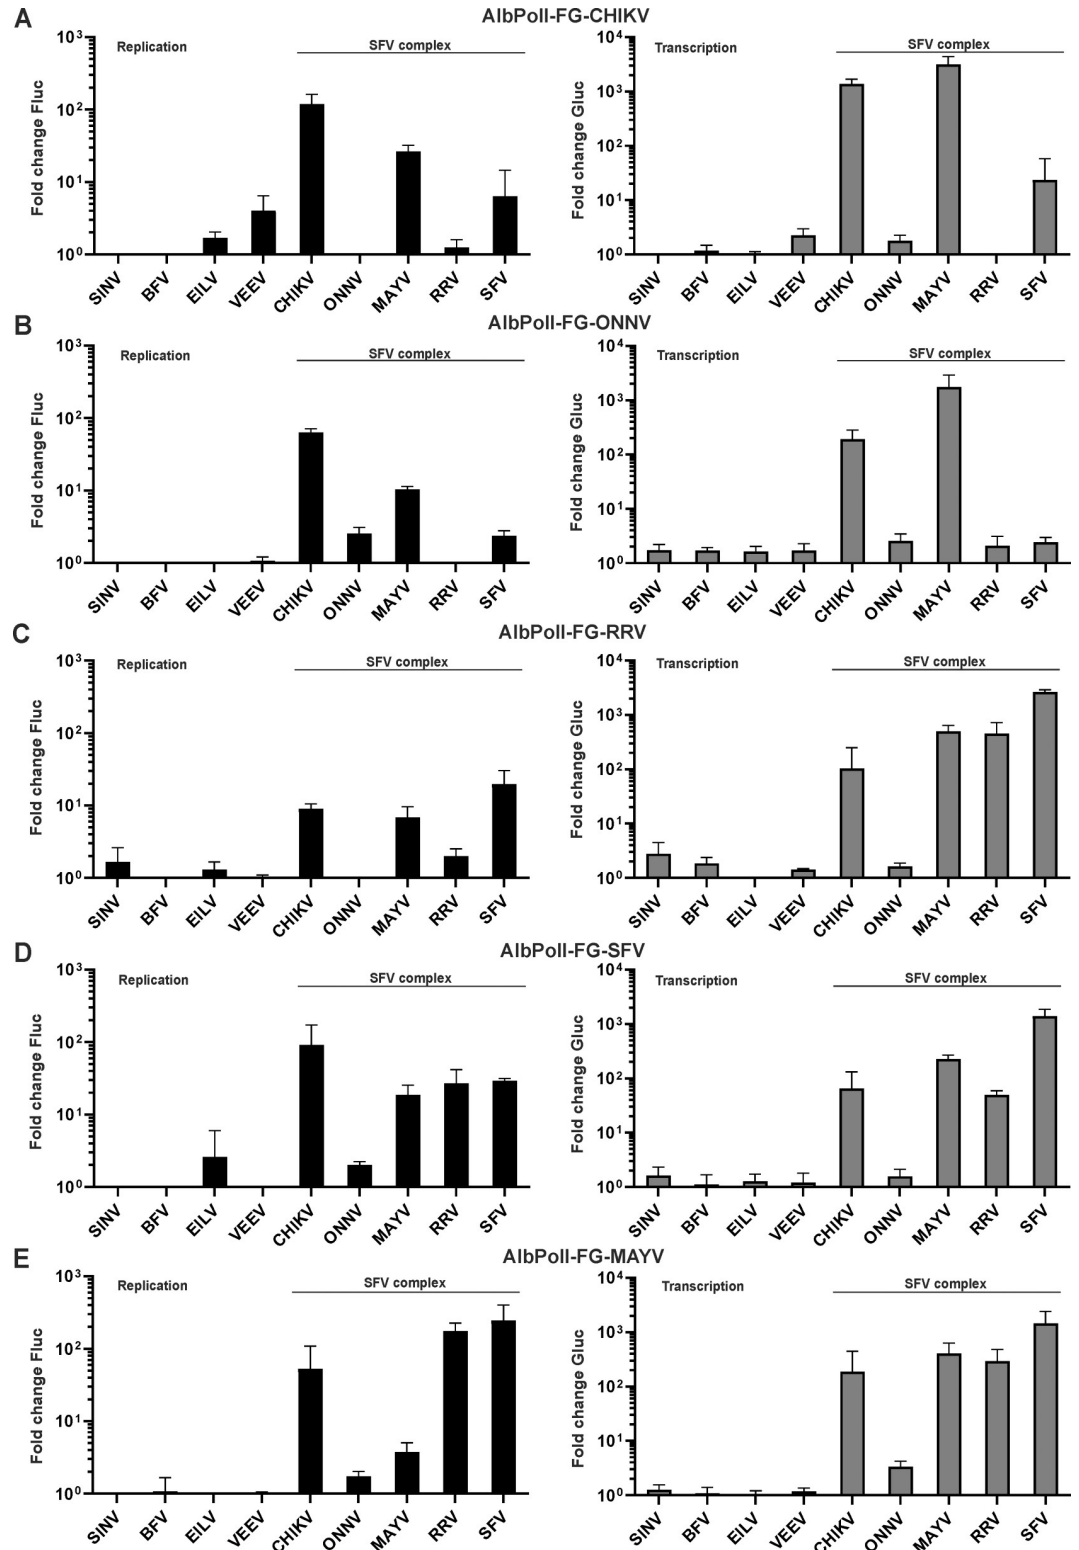 A
AlbPolI-FG-CHIKV
Replication
SFV complex
Fold change Fluc
10³
10²
10¹
10⁰
SINV BFV EILV VEEV CHIKV ONNV MAYV RRV SFV
Transcription
SFV complex
Fold change Gluc
10⁴
10³
10²
10¹
10⁰
SINV BFV EILV VEEV CHIKV ONNV MAYV RRV SFV
B
AlbPolI-FG-ONNV
Replication
SFV complex
Fold change Fluc
10³
10²
10¹
10⁰
SINV BFV EILV VEEV CHIKV ONNV MAYV RRV SFV
Transcription
SFV complex
Fold change Gluc
10⁴
10³
10²
10¹
10⁰
SINV BFV EILV VEEV CHIKV ONNV MAYV RRV SFV
C
AlbPolI-FG-RRV
Replication
SFV complex
Fold change Fluc
10³
10²
10¹
10⁰
SINV BFV EILV VEEV CHIKV ONNV MAYV RRV SFV
Transcription
SFV complex
Fold change Gluc
10⁴
10³
10²
10¹
10⁰
SINV BFV EILV VEEV CHIKV ONNV MAYV RRV SFV
D
AlbPolI-FG-SFV
Replication
SFV complex
Fold change Fluc
10³
10²
10¹
10⁰
SINV BFV EILV VEEV CHIKV ONNV MAYV RRV SFV
Transcription
SFV complex
Fold change Gluc
10⁴
10³
10²
10¹
10⁰
SINV BFV EILV VEEV CHIKV ONNV MAYV RRV SFV
E
AlbPolI-FG-MAYV
Replication
SFV complex
Fold change Fluc
10³
10²
10¹
10⁰
SINV BFV EILV VEEV CHIKV ONNV MAYV RRV SFV
Transcription
SFV complex
Fold change Gluc
10⁴
10³
10²
10¹
10⁰
SINV BFV EILV VEEV CHIKV ONNV MAYV RRV SFV